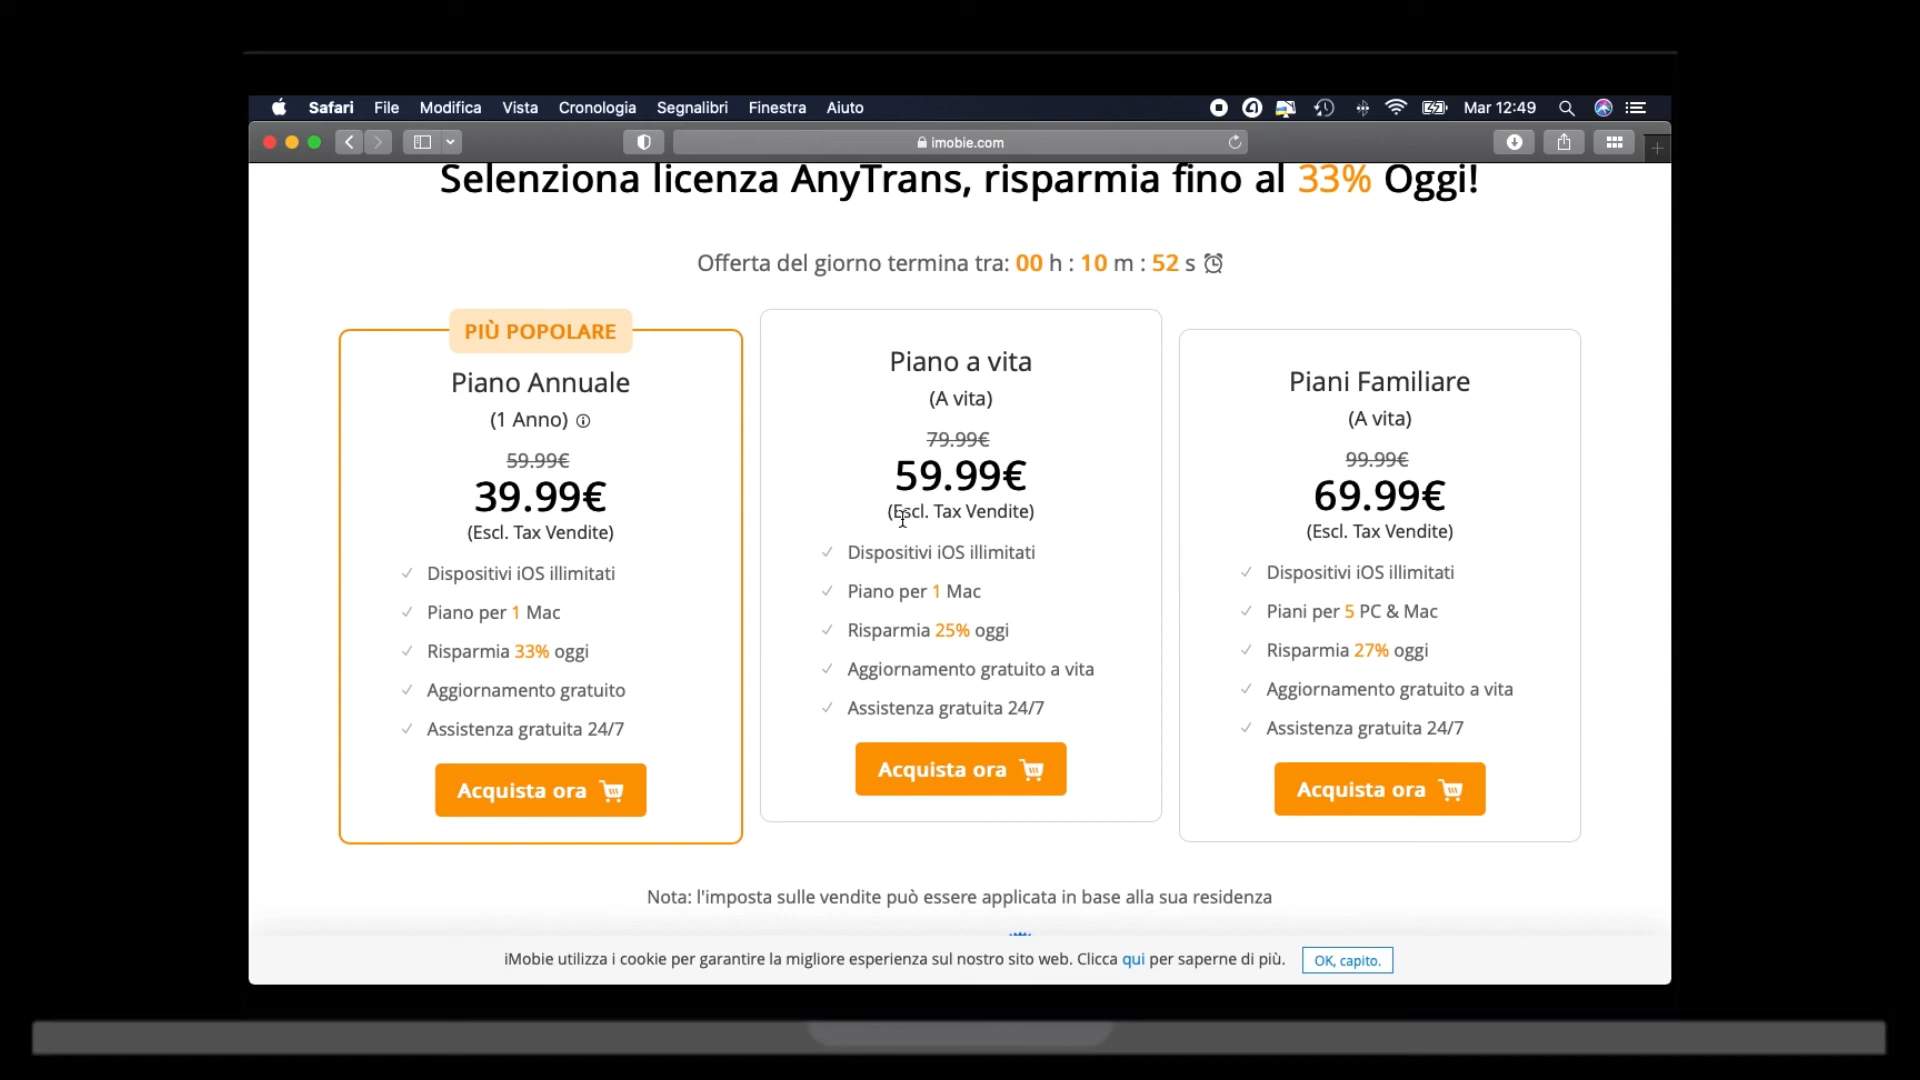 Safari File Modifica Vista Cronologia Segnalibri Finestra Aiuto Mar 12:49
imobie.com
Selenziona licenza AnyTrans, risparmia fino al 33% Oggi!
Offerta del giorno termina tra: 00 h : 10 m : 52 s
PIÙ POPOLARE
Piano Annuale
(1 Anno)
59.99€
39.99€
(Escl. Tax Vendite)
Dispositivi iOS illimitati
Piano per 1 Mac
Risparmia 33% oggi
Aggiornamento gratuito
Assistenza gratuita 24/7
Acquista ora
Piano a vita
(A vita)
79.99€
59.99€
(Escl. Tax Vendite)
Dispositivi iOS illimitati
Piano per 1 Mac
Risparmia 25% oggi
Aggiornamento gratuito a vita
Assistenza gratuita 24/7
Acquista ora
Piani Familiare
(A vita)
99.99€
69.99€
(Escl. Tax Vendite)
Dispositivi iOS illimitati
Piani per 5 PC & Mac
Risparmia 27% oggi
Aggiornamento gratuito a vita
Assistenza gratuita 24/7
Acquista ora
Nota: l'imposta sulle vendite può essere applicata in base alla sua residenza
iMobie utilizza i cookie per garantire la migliore esperienza sul nostro sito web. Clicca qui per saperne di più. OK, capito.